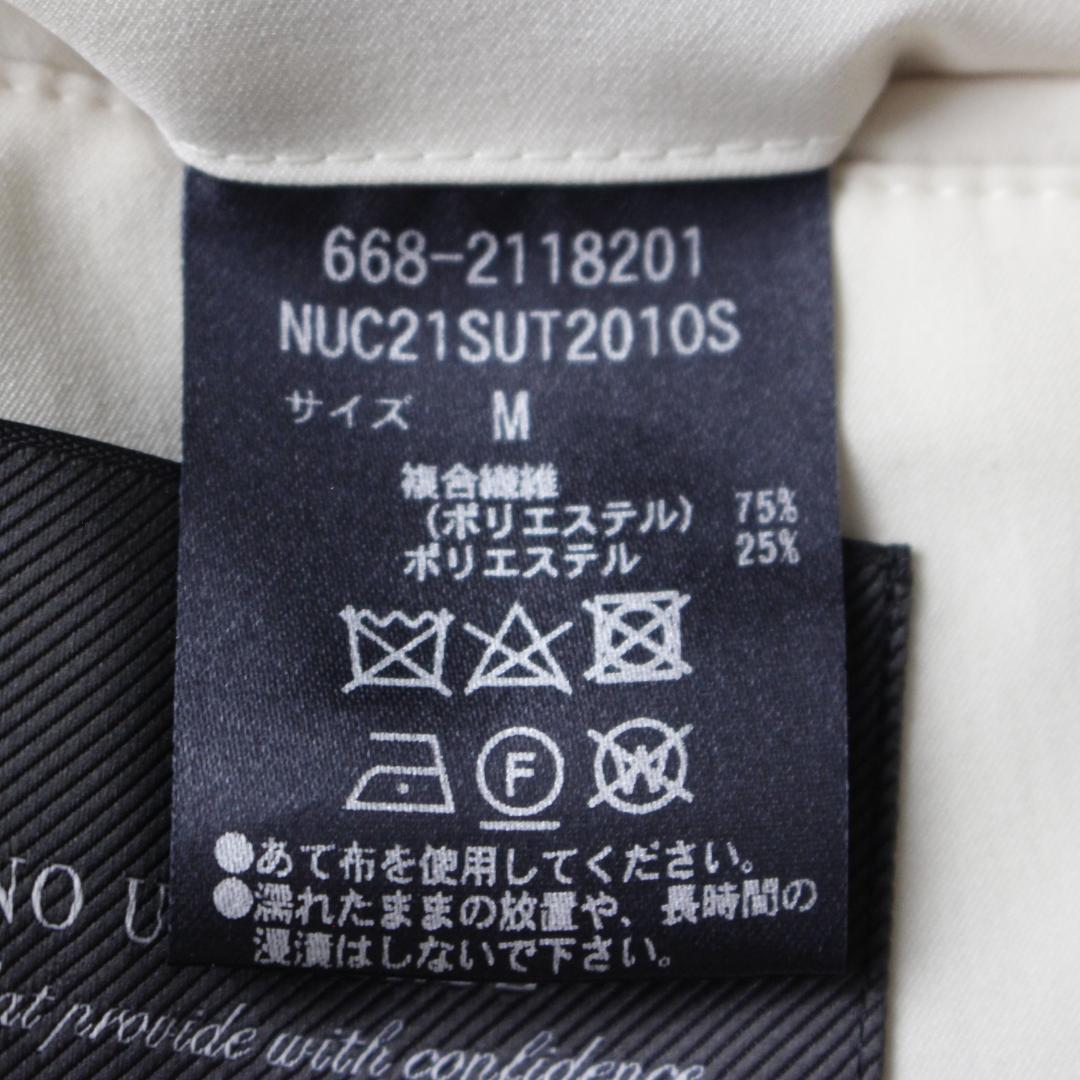 668-2118201
NUC21SUT2010S
サイズ M
複合繊維
(ポリエステル) 75%
ポリエステル 25%
F
W
●あて布を使用してください。
●濡れたままの放置や、長時間の
浸漬はしないで下さい。
NO U
at provide with confidence